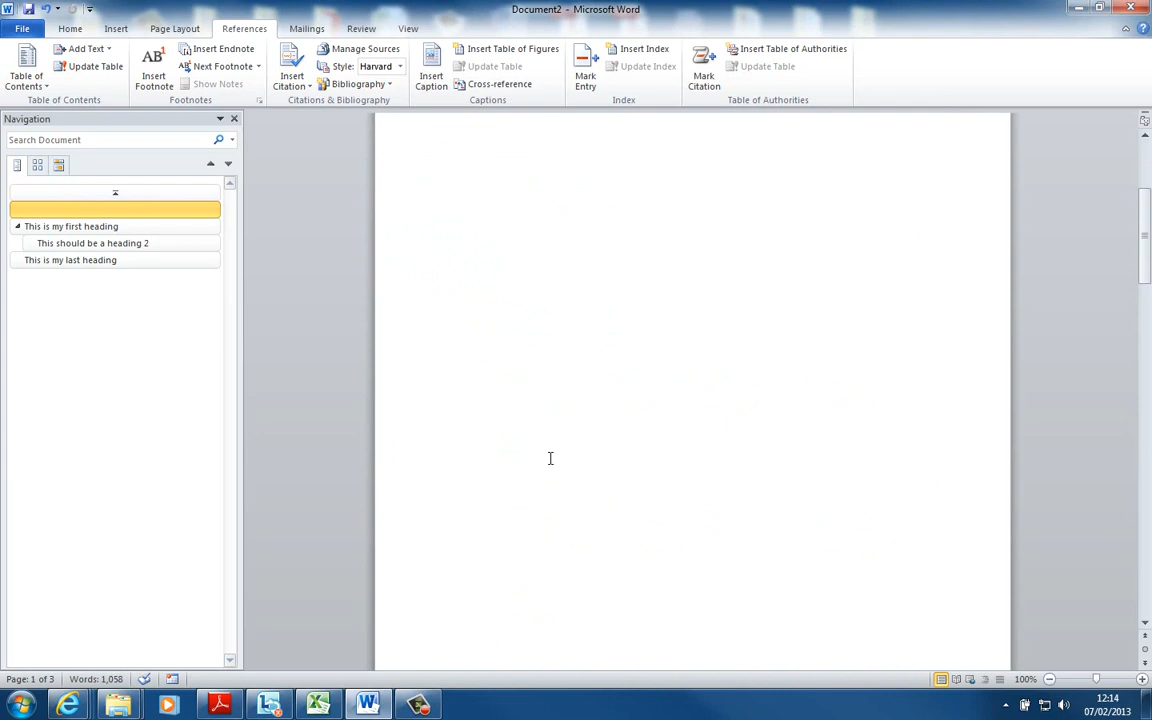 Document2 - Microsoft Word
File Home Insert Page Layout References Mailings Review View
Table of Contents
Add Text
Update Table
Table of Contents
AB1 Insert Footnote
Insert Endnote
Next Footnote
Show Notes
Footnotes
Insert Citation
Manage Sources
Style: Harvard
Bibliography
Citations & Bibliography
Insert Caption
Insert Table of Figures
Update Table
Cross-reference
Captions
Mark Entry
Insert Index
Update Index
Index
Mark Citation
Insert Table of Authorities
Update Table
Table of Authorities
Navigation
Search Document
This is my first heading
This should be a heading 2
This is my last heading
Page: 1 of 3 Words: 1,058 100%
12:14
07/02/2013